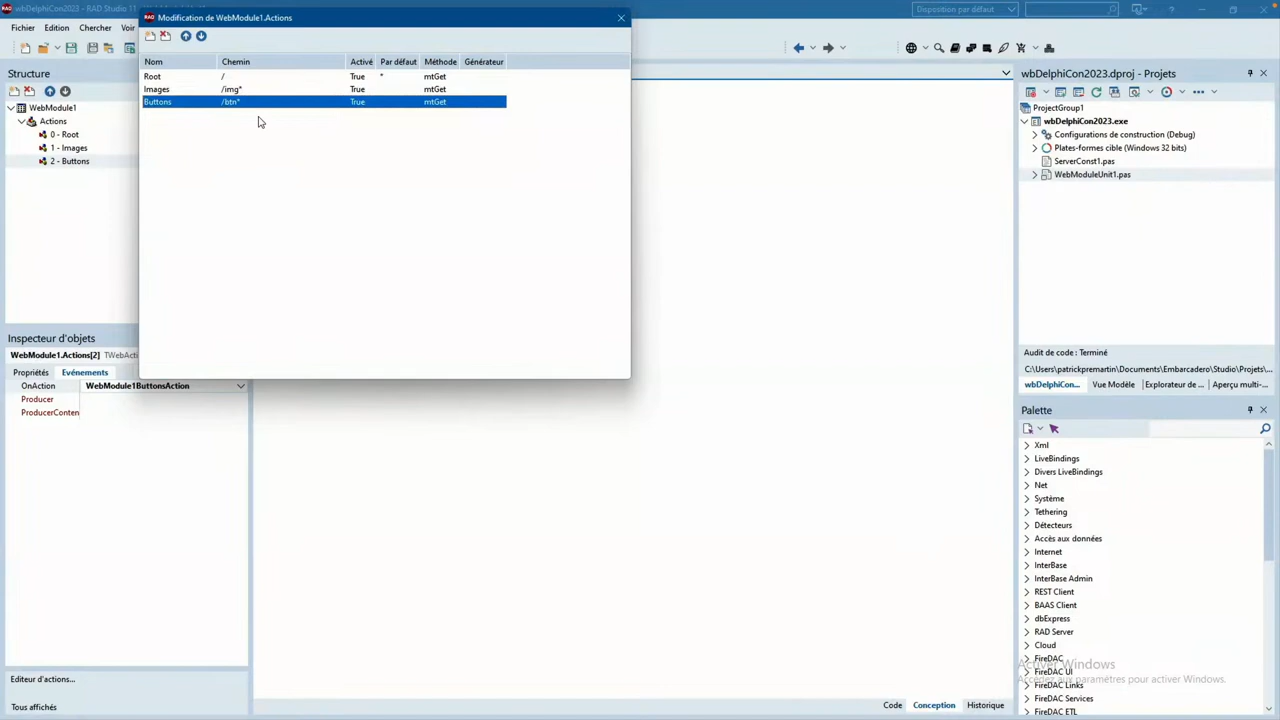 wbDelphiCon2023 - RAD Studio 11
Modification de WebModule1.Actions
Disposition par défaut
Fichier Edition Chercher Voir
Structure
WebModule1
Actions
0 - Root
1 - Images
2 - Buttons
Nom Chemin Activé Par défaut Méthode Générateur
Root / True * mtGet
Images /img* True mtGet
Buttons /btn* True mtGet
Inspecteur d'objets
WebModule1.Actions[2] TWebActi
Propriétés Evénements
OnAction WebModule1ButtonsAction
Producer
ProducerConten
Editeur d'actions...
Tous affichés
Code Conception Historique
wbDelphiCon2023.dproj - Projets
ProjectGroup1
wbDelphiCon2023.exe
Configurations de construction (Debug)
Plates-formes cible (Windows 32 bits)
ServerConst1.pas
WebModuleUnit1.pas
Audit de code : Terminé
C:\Users\patrickpremartin\Documents\Embarcadero\Studio\Projets\...
wbDelphiCon... Vue Modèle Explorateur de ... Aperçu multi-...
Palette
Xml
LiveBindings
Divers LiveBindings
Net
Système
Tethering
Détecteurs
Accès aux données
Internet
InterBase
InterBase Admin
REST Client
BAAS Client
dbExpress
RAD Server
Cloud
FireDAC
FireDAC UI
FireDAC Links
FireDAC Services
FireDAC ETL
Activer Windows
Accédez aux paramètres pour activer Windows.